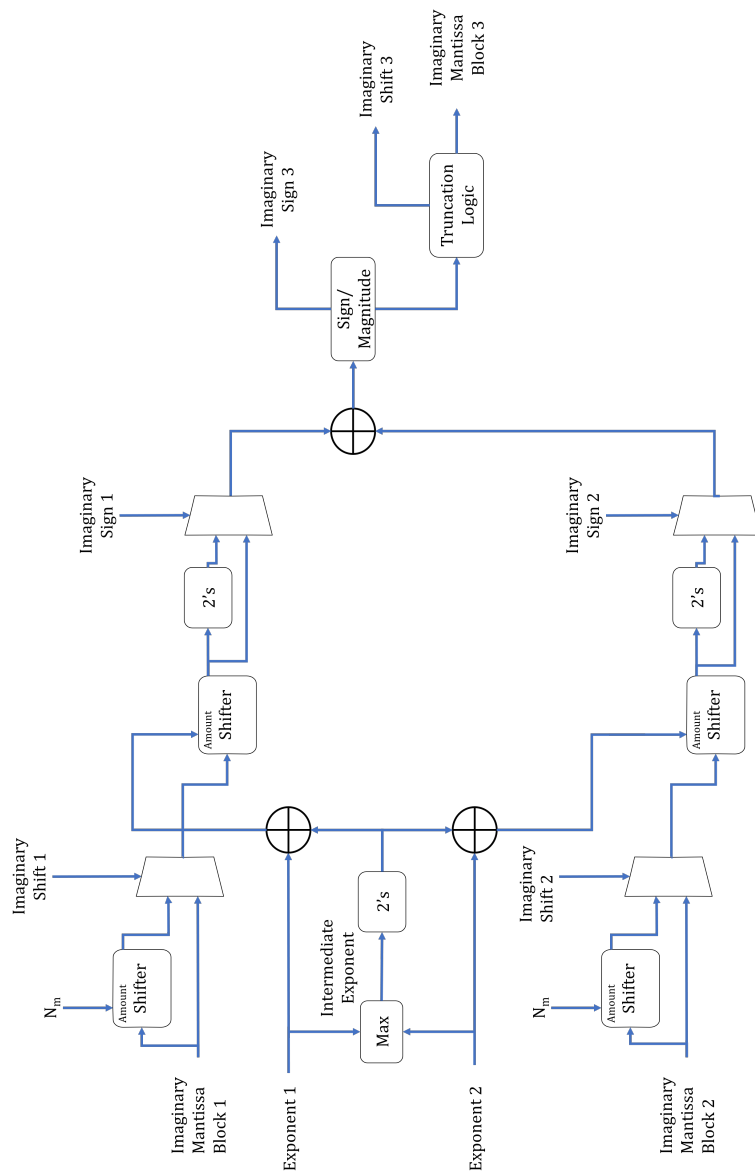 Imaginary
Mantissa
Block 1
N_m
Amount
Shifter
Imaginary
Shift 1
Amount
Shifter
2's
Imaginary
Sign 1
Exponent 1
Max
Intermediate
Exponent
2's
Exponent 2
Imaginary
Mantissa
Block 2
N_m
Amount
Shifter
Imaginary
Shift 2
Amount
Shifter
2's
Imaginary
Sign 2
Sign/
Magnitude
Imaginary
Sign 3
Truncation
Logic
Imaginary
Shift 3
Imaginary
Mantissa
Block 3